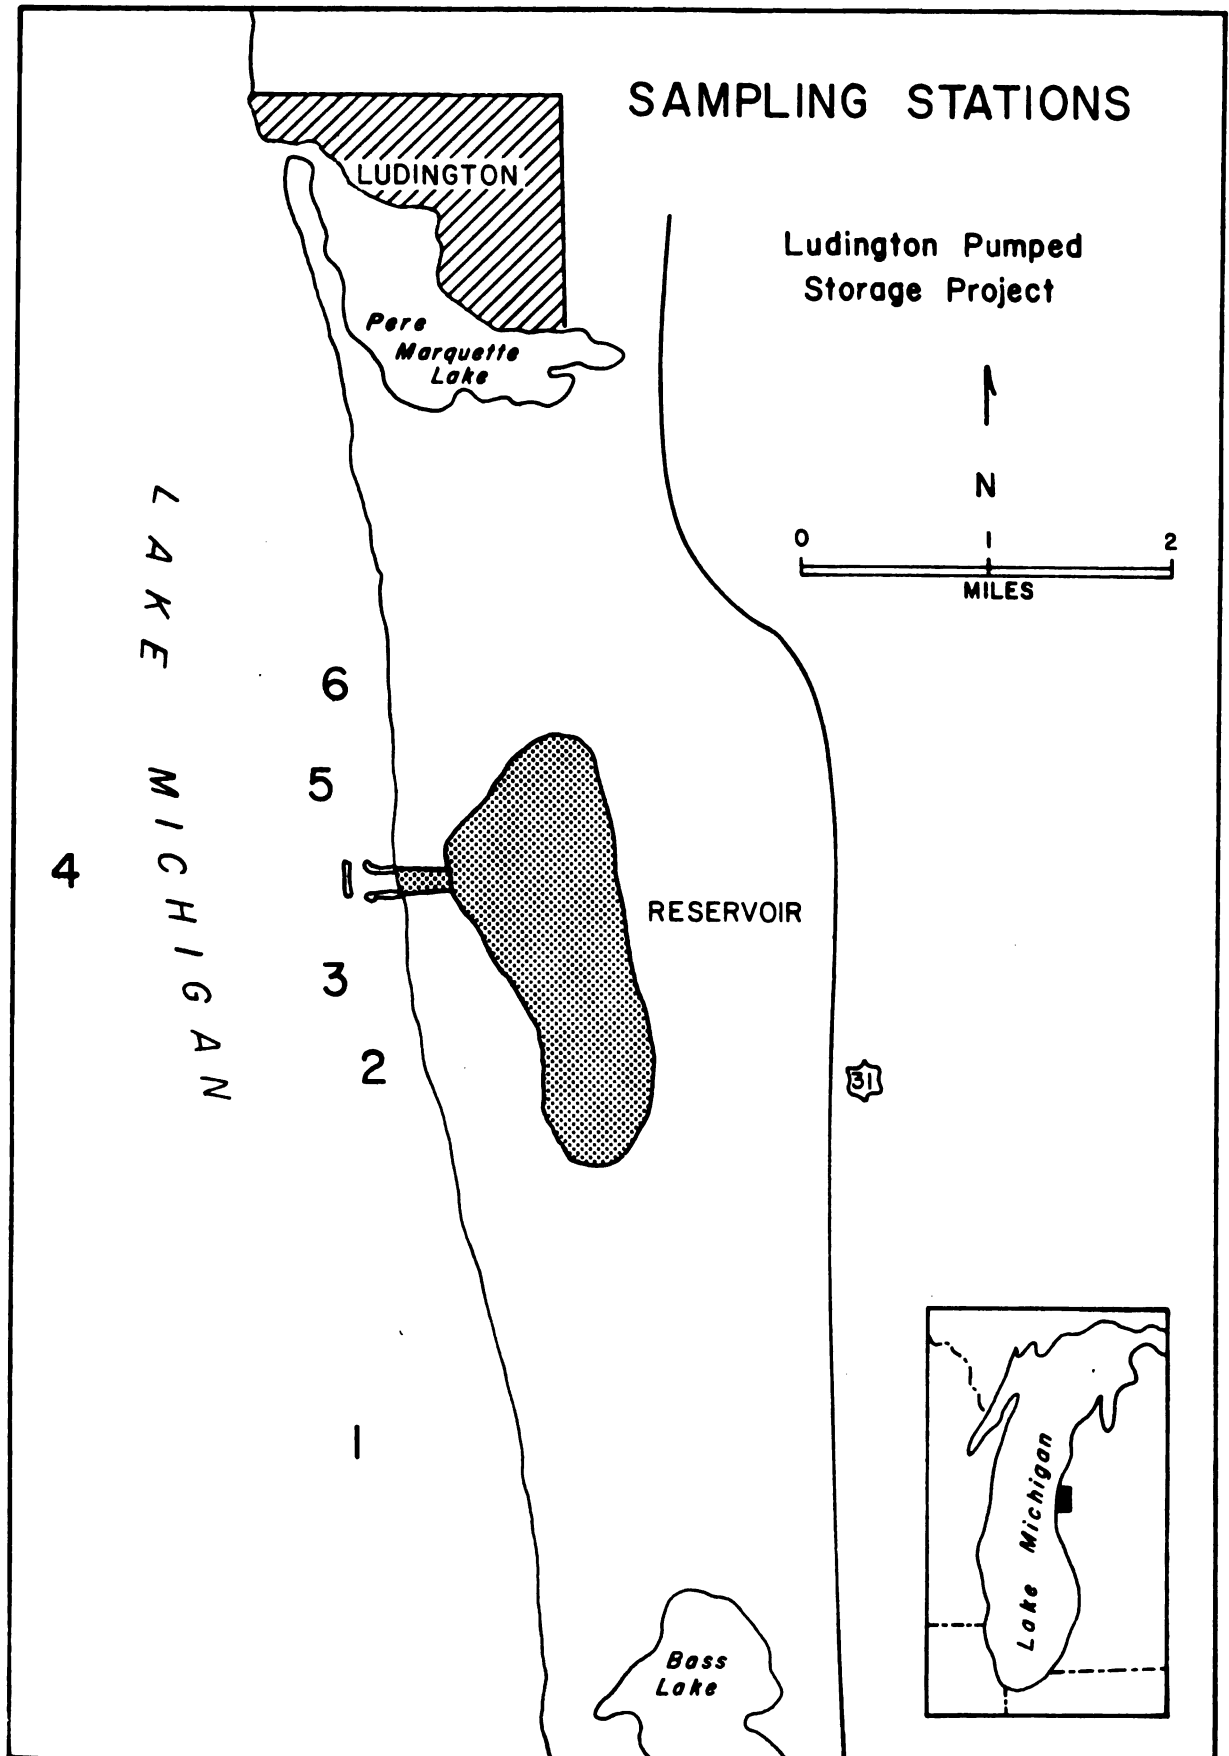 SAMPLING STATIONS
LUDINGTON
Ludington Pumped
Storage Project
Pere
Marquette
Lake
N
0 1 2
MILES
LAKE MICHIGAN
6
5
4
RESERVOIR
3
2
31
1
Lake Michigan
Bass
Lake